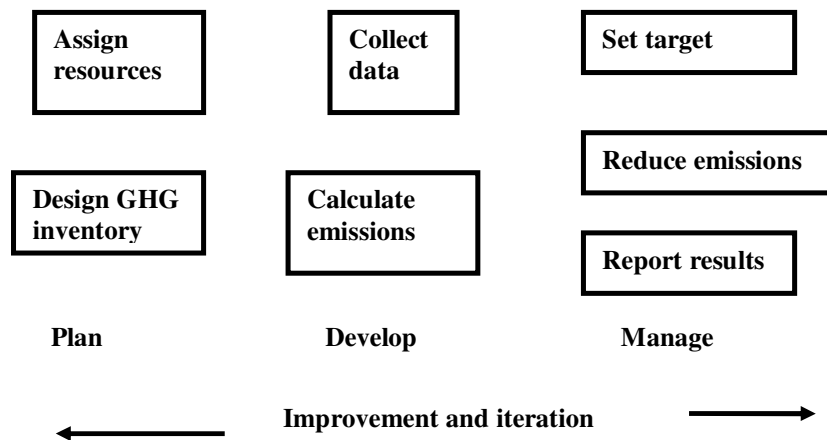 Assign
resources
Design GHG
inventory
Plan
Collect
data
Calculate
emissions
Develop
Set target
Reduce emissions
Report results
Manage
Improvement and iteration